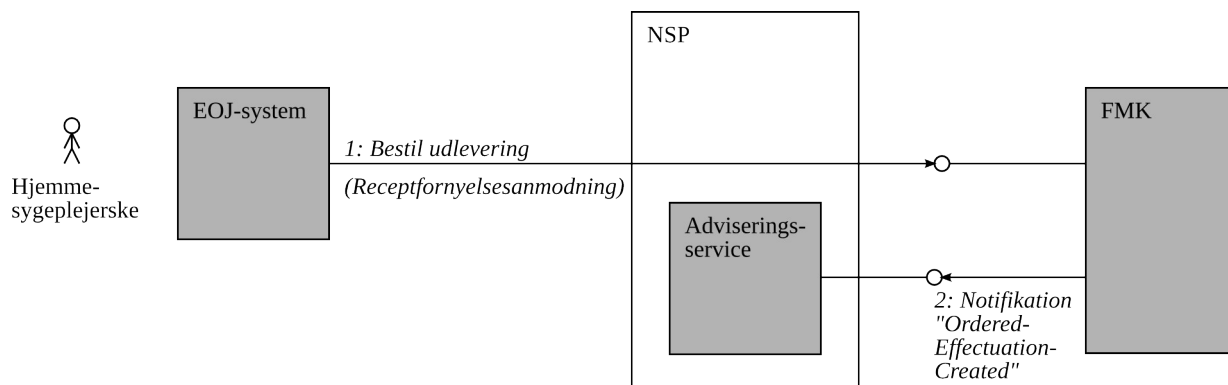 NSP
EOJ-system
FMK
1: Bestil udlevering
(Receptfornyelsesanmodning)
Hjemme-
sygeplejerske
Adviserings-
service
2: Notifikation
"Ordered-
Effectuation-
Created"